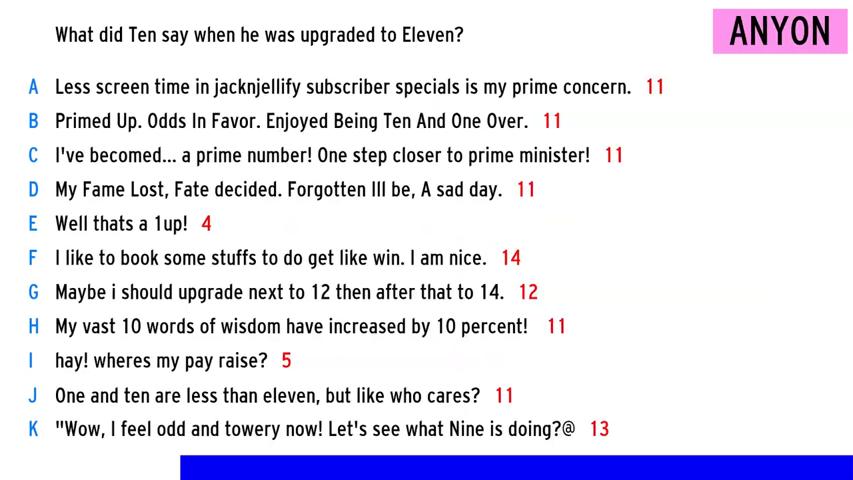 What did Ten say when he was upgraded to Eleven?
ANYON
A Less screen time in jacknjellify subscriber specials is my prime concern. 11
B Primed Up. Odds In Favor. Enjoyed Being Ten And One Over. 11
C I've becomed... a prime number! One step closer to prime minister! 11
D My Fame Lost, Fate decided. Forgotten Ill be, A sad day. 11
E Well thats a 1up! 4
F I like to book some stuffs to do get like win. I am nice. 14
G Maybe i should upgrade next to 12 then after that to 14. 12
H My vast 10 words of wisdom have increased by 10 percent! 11
I hay! wheres my pay raise? 5
J One and ten are less than eleven, but like who cares? 11
K "Wow, I feel odd and towery now! Let's see what Nine is doing?@ 13